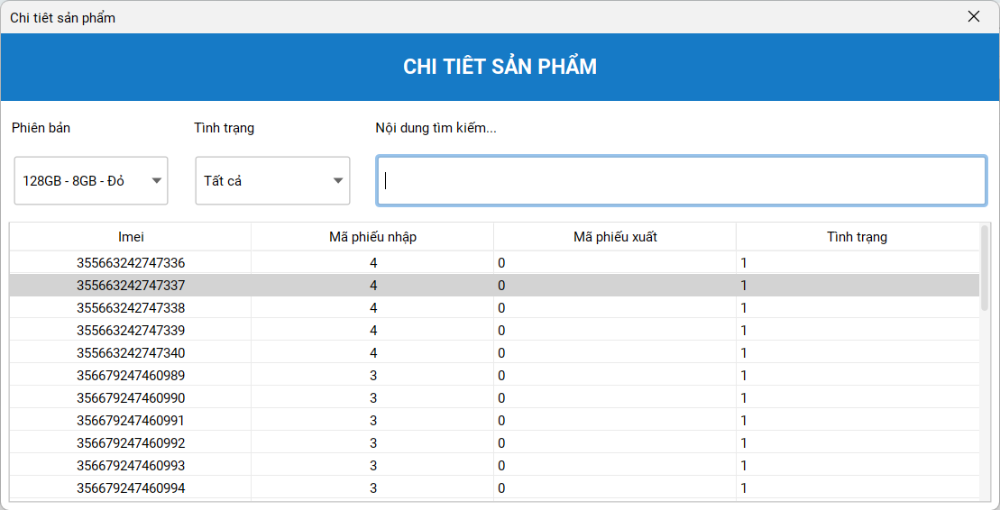 Chi tiêt sản phẩm
CHI TIÊT SẢN PHẨM
Phiên bản Tình trạng Nội dung tìm kiếm...
128GB - 8GB - Đỏ Tất cả
Imei Mã phiếu nhập Mã phiếu xuất Tình trạng
355663242747336 4 0 1
355663242747337 4 0 1
355663242747338 4 0 1
355663242747339 4 0 1
355663242747340 4 0 1
356679247460989 3 0 1
356679247460990 3 0 1
356679247460991 3 0 1
356679247460992 3 0 1
356679247460993 3 0 1
356679247460994 3 0 1